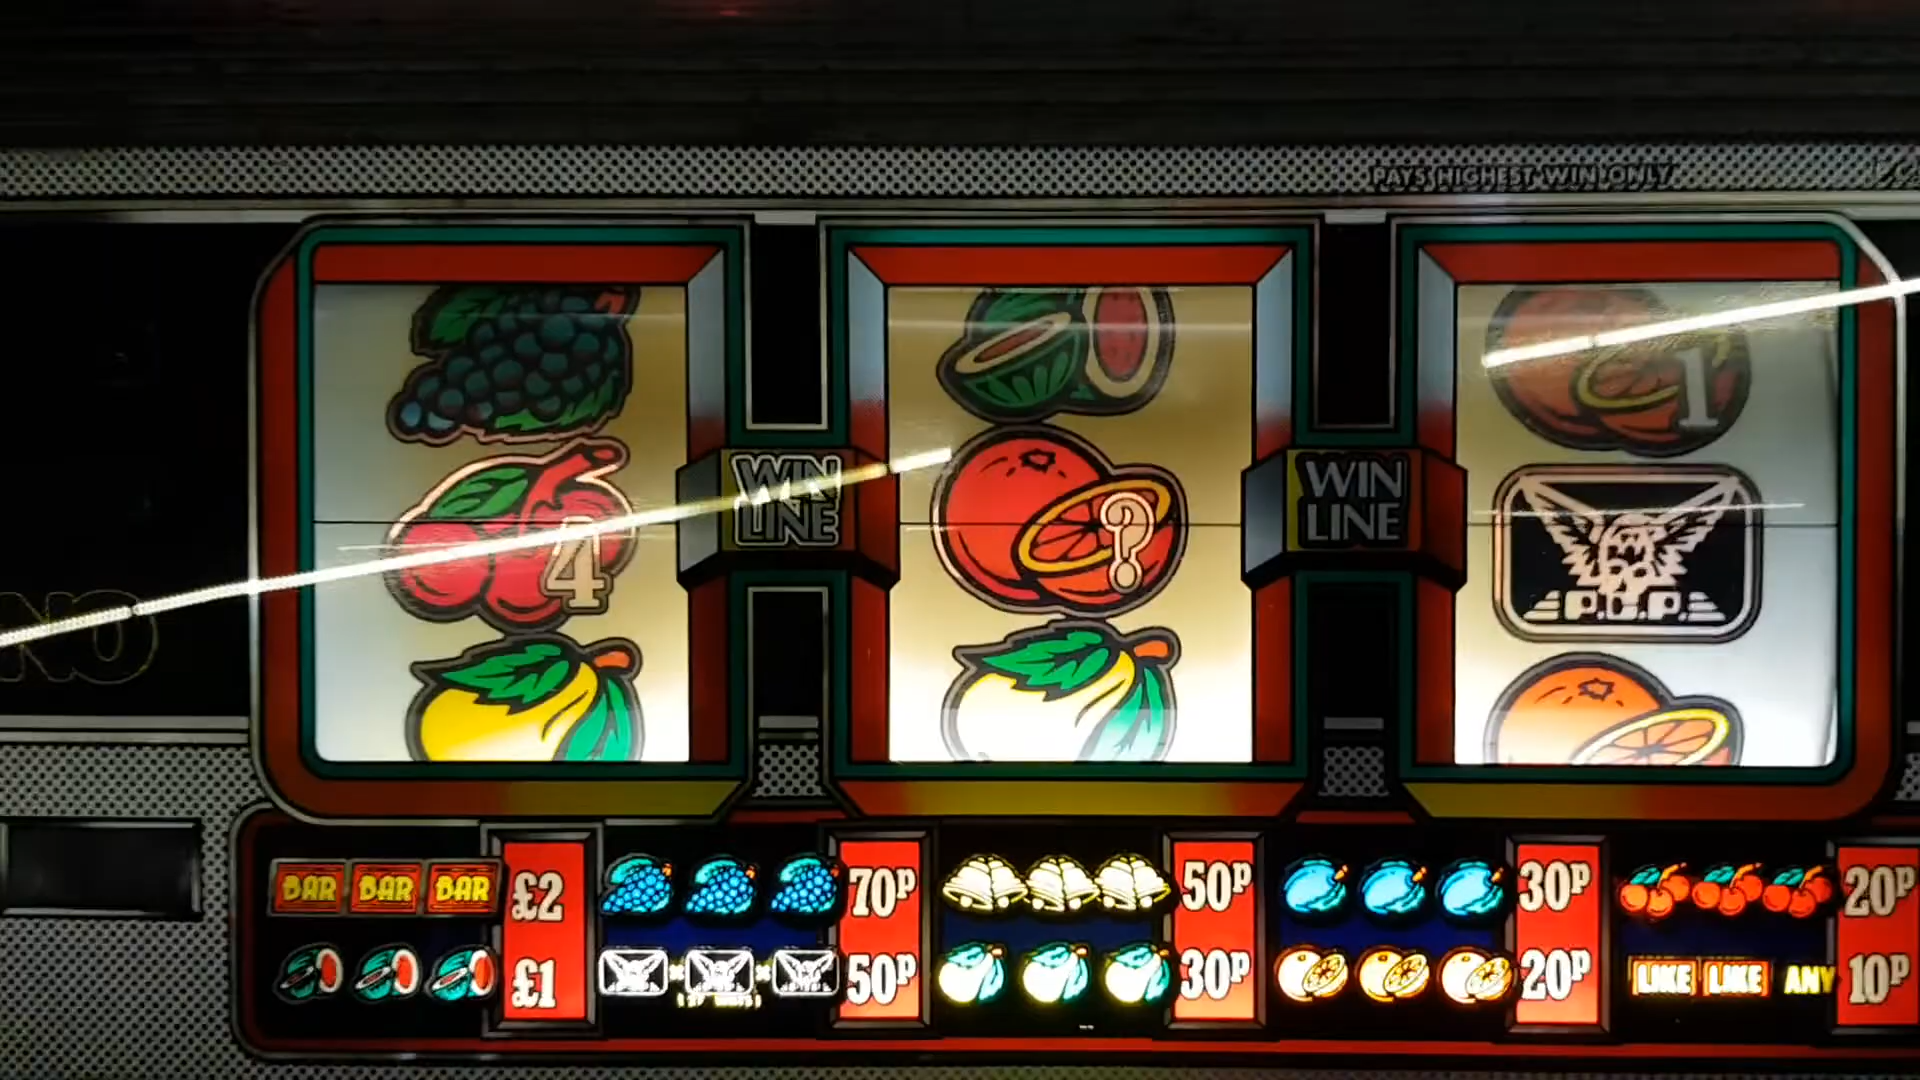 PAYS HIGHEST WIN ONLY
1
WIN
LINE
WIN
LINE
4
?
P.C.P.
NO
BAR BAR BAR £2
70P
50P
30P
20P
£1
50P
30P
20P
LIKE LIKE ANY 10P